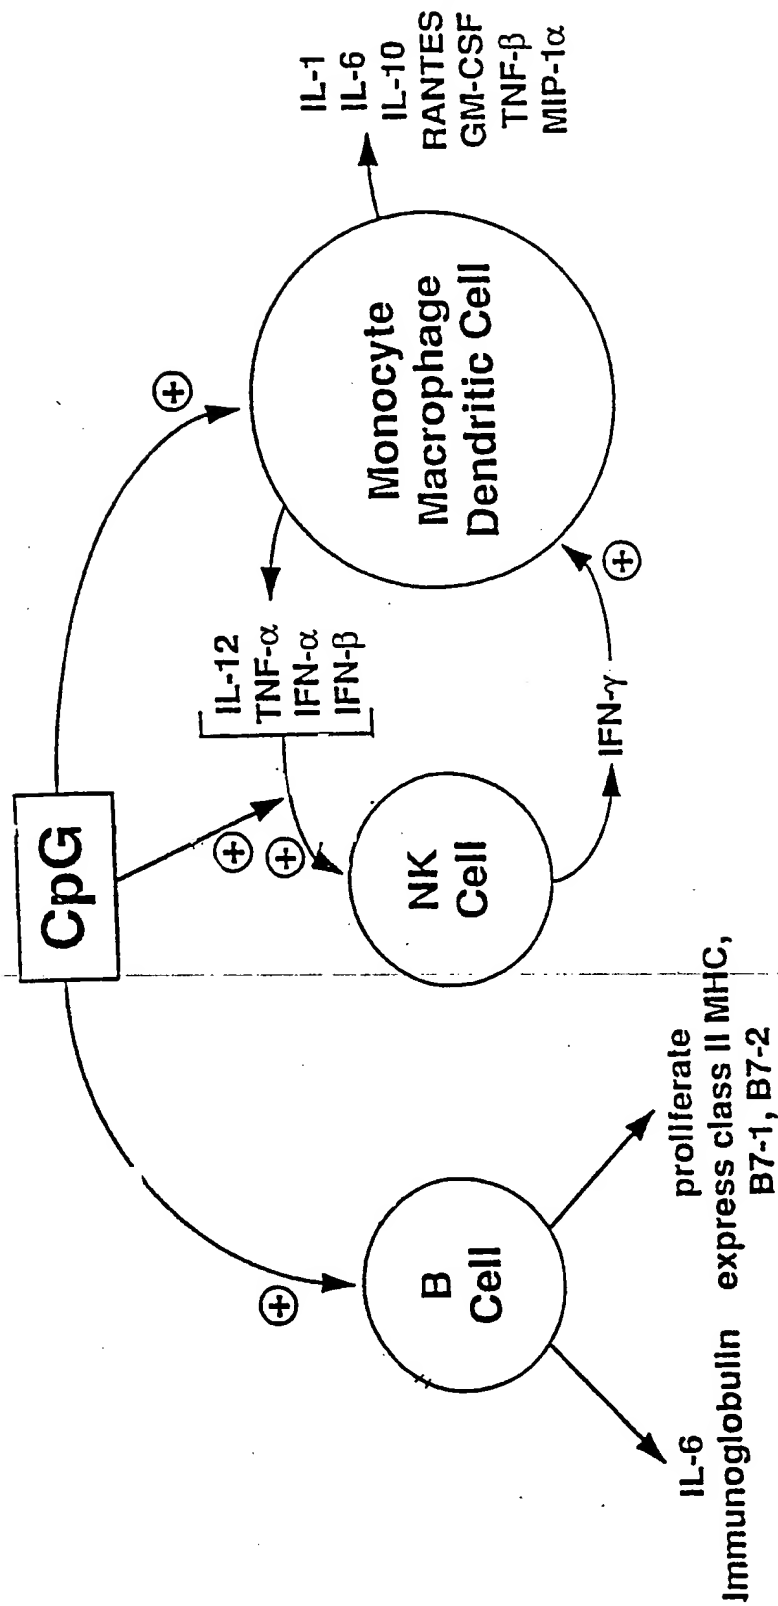 CpG
+
+
+
+
+
B
Cell
NK
Cell
Monocyte
Macrophage
Dendritic Cell
IL-12
TNF-α
IFN-α
IFN-β
IFN-γ
IL-1
IL-6
IL-10
RANTES
GM-CSF
TNF-β
MIP-1α
IL-6
Immunoglobulin
proliferate
express class II MHC,
B7-1, B7-2